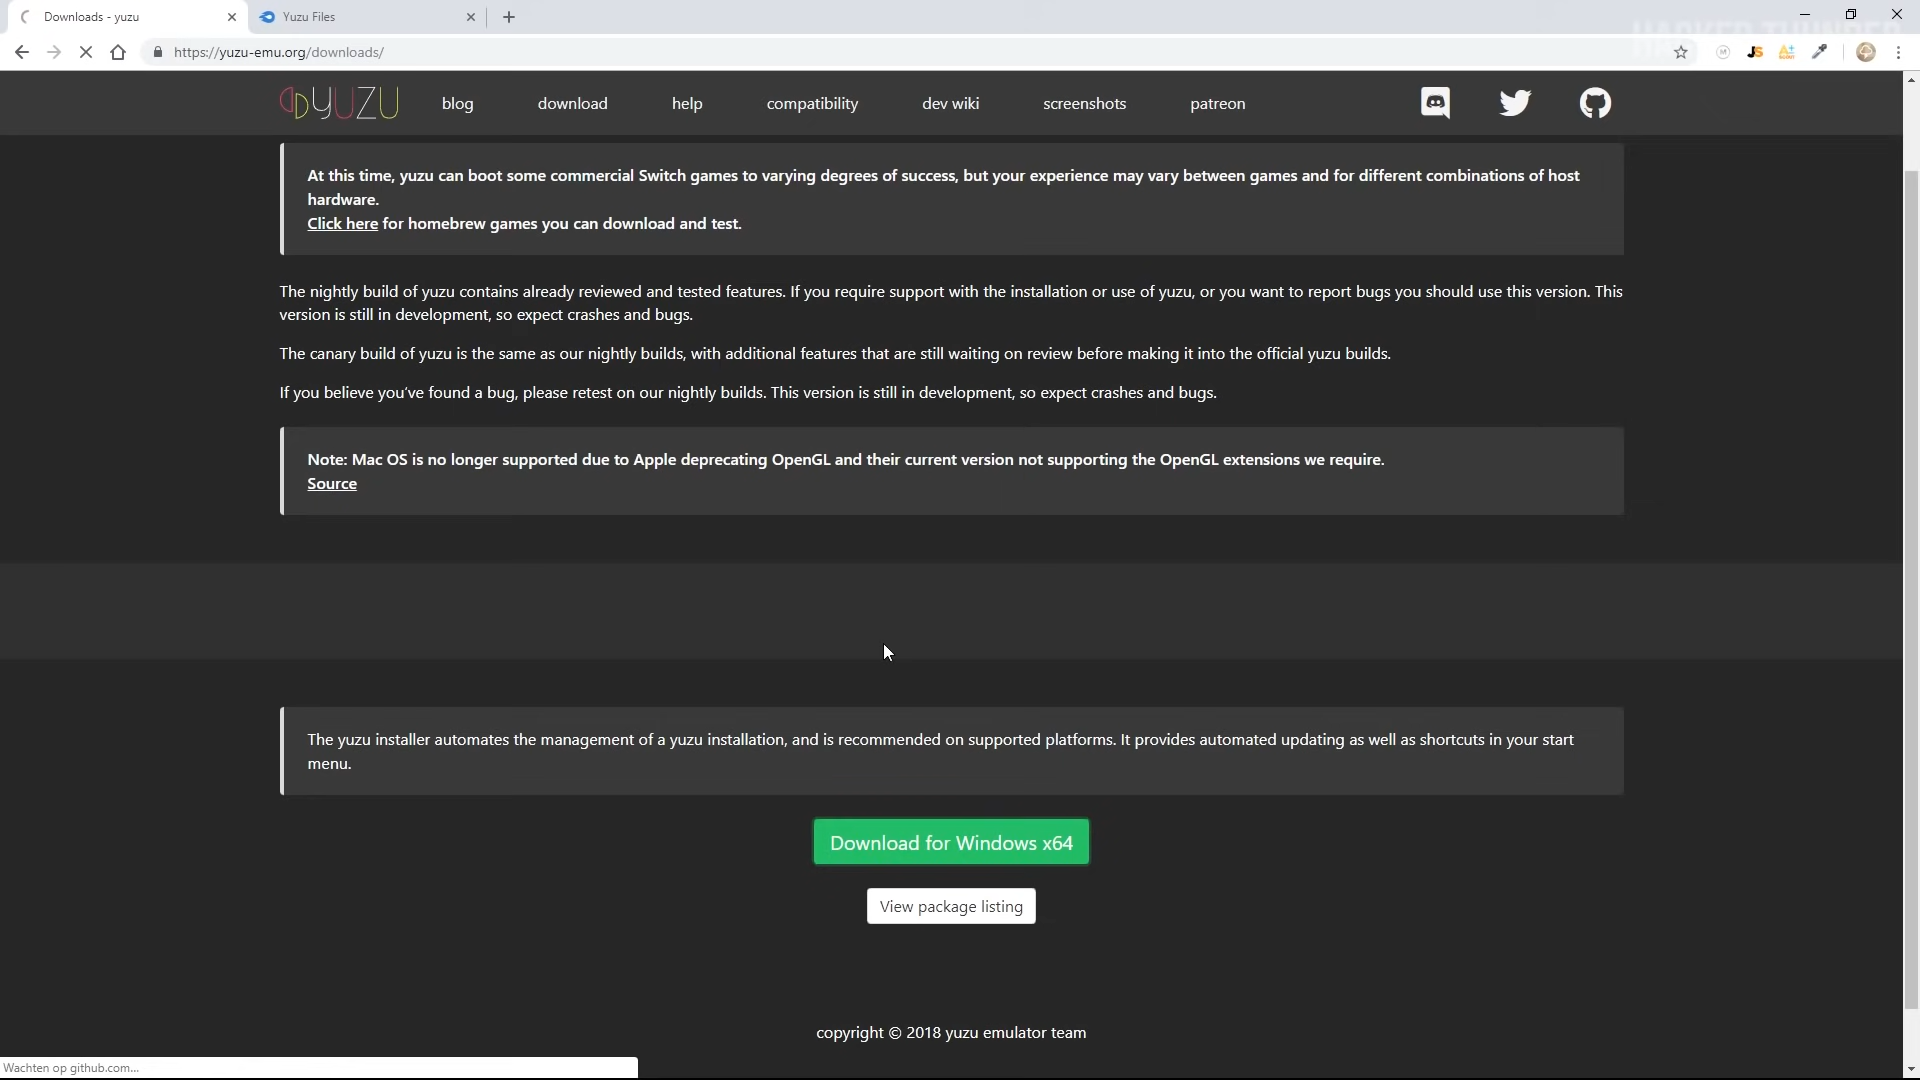 Downloads - yuzu
Yuzu Files
https://yuzu-emu.org/downloads/
YUZU
blog
download
help
compatibility
dev wiki
screenshots
patreon
At this time, yuzu can boot some commercial Switch games to varying degrees of success, but your experience may vary between games and for different combinations of host
hardware.
Click here for homebrew games you can download and test.
The nightly build of yuzu contains already reviewed and tested features. If you require support with the installation or use of yuzu, or you want to report bugs you should use this version. This
version is still in development, so expect crashes and bugs.
The canary build of yuzu is the same as our nightly builds, with additional features that are still waiting on review before making it into the official yuzu builds.
If you believe you’ve found a bug, please retest on our nightly builds. This version is still in development, so expect crashes and bugs.
Note: Mac OS is no longer supported due to Apple deprecating OpenGL and their current version not supporting the OpenGL extensions we require.
Source
The yuzu installer automates the management of a yuzu installation, and is recommended on supported platforms. It provides automated updating as well as shortcuts in your start
menu.
Download for Windows x64
View package listing
copyright © 2018 yuzu emulator team
Wachten op github.com...